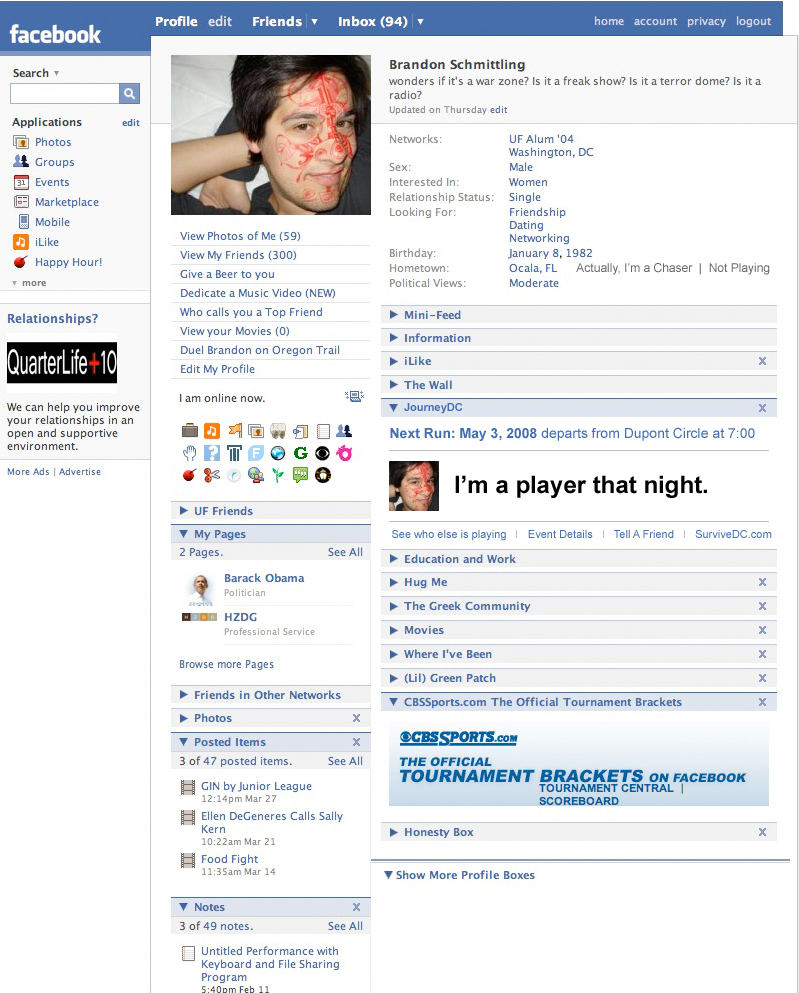 facebook
Profile edit Friends ▼ Inbox (94) ▼ home account privacy logout
Search ▼
Applications edit
Photos
Groups
31 Events
Marketplace
Mobile
iLike
Happy Hour!
▼ more
Relationships?
QuarterLife+10
We can help you improve
your relationships in an
open and supportive
environment.
More Ads | Advertise
View Photos of Me (59)
View My Friends (300)
Give a Beer to you
Dedicate a Music Video (NEW)
Who calls you a Top Friend
View your Movies (0)
Duel Brandon on Oregon Trail
Edit My Profile
I am online now.
UF Friends
My Pages
2 Pages. See All
Barack Obama
Politician
HZDG
HZDG
Professional Service
Browse more Pages
Friends in Other Networks
Photos X
Posted Items X
3 of 47 posted items. See All
GIN by Junior League
12:14pm Mar 27
Ellen DeGeneres Calls Sally
Kern
10:22am Mar 21
Food Fight
11:35am Mar 14
Notes X
3 of 49 notes. See All
Untitled Performance with
Keyboard and File Sharing
Program
5:40pm Feb 11
Brandon Schmittling
wonders if it's a war zone? Is it a freak show? Is it a terror dome? Is it a
radio?
Updated on Thursday edit
Networks: UF Alum '04
Washington, DC
Sex: Male
Interested In: Women
Relationship Status: Single
Looking For: Friendship
Dating
Networking
Birthday: January 8, 1982
Hometown: Ocala, FL Actually, I'm a Chaser | Not Playing
Political Views: Moderate
Mini-Feed
Information
iLike X
The Wall
JourneyDC X
Next Run: May 3, 2008 departs from Dupont Circle at 7:00
I'm a player that night.
See who else is playing | Event Details | Tell A Friend | SurviveDC.com
Education and Work
Hug Me X
The Greek Community X
Movies X
Where I've Been X
(Lil) Green Patch X
CBSSports.com The Official Tournament Brackets X
CBSSPORTS.COM
THE OFFICIAL
TOURNAMENT BRACKETS ON FACEBOOK
TOURNAMENT CENTRAL |
SCOREBOARD
Honesty Box X
Show More Profile Boxes